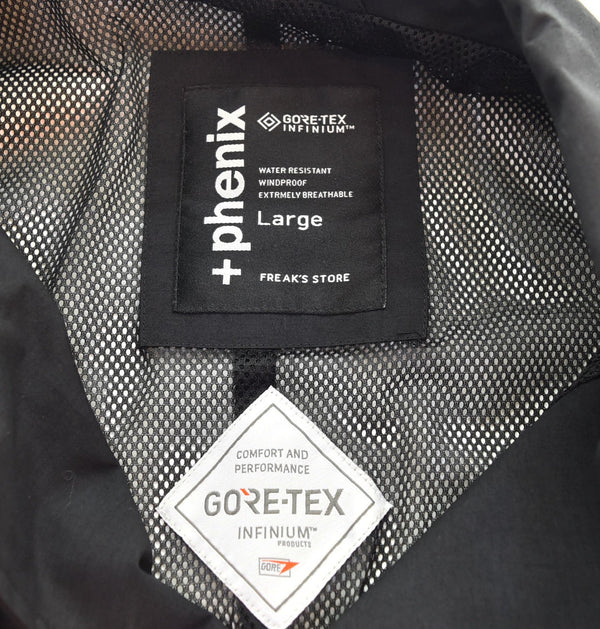 +phenix
GORE-TEX
INFINIUM™
WATER RESISTANT
WINDPROOF
EXTRMELY BREATHABLE
Large
FREAK'S STORE
COMFORT AND
PERFORMANCE
GORE-TEX
INFINIUM™
PRODUCTS
GORE